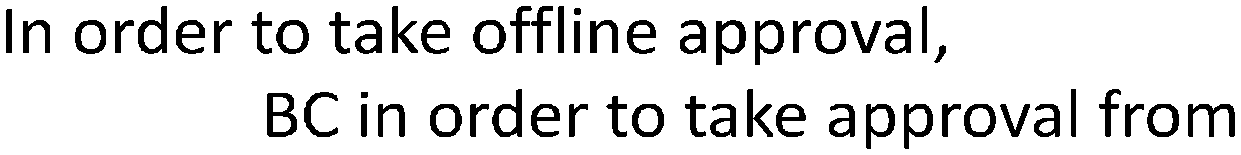 In order to take offline approval,
BC in order to take approval from